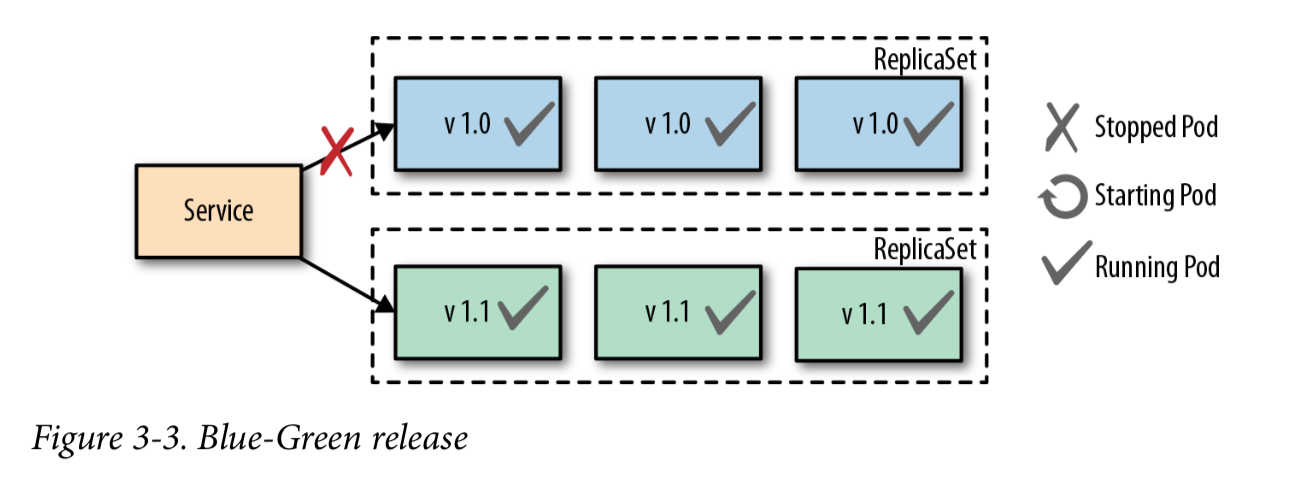 ReplicaSet
v 1.0
v 1.0
v 1.0
Stopped Pod
Service
Starting Pod
ReplicaSet
Running Pod
v 1.1
v 1.1
v 1.1
Figure 3-3. Blue-Green release